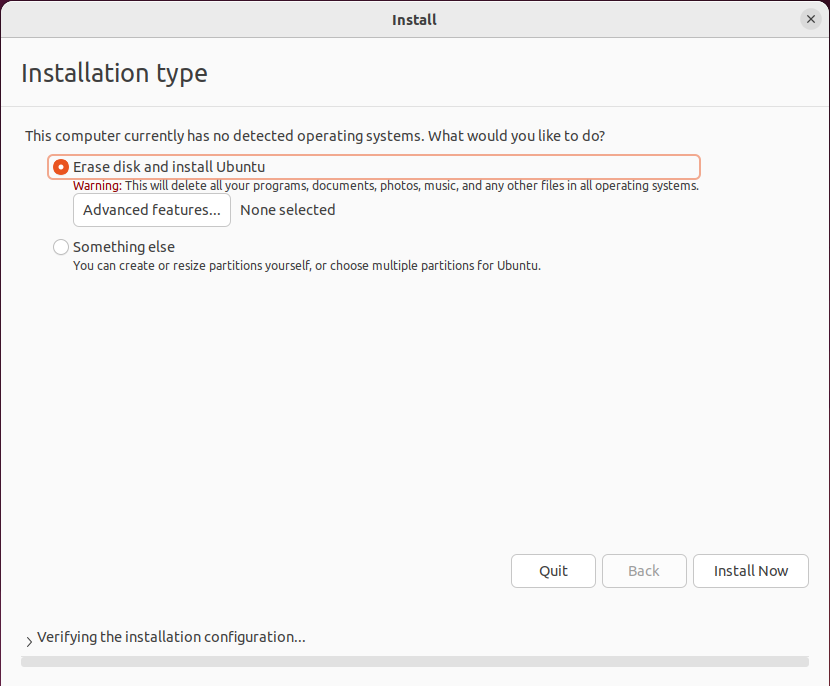 Install
Installation type
This computer currently has no detected operating systems. What would you like to do?
Erase disk and install Ubuntu
Warning: This will delete all your programs, documents, photos, music, and any other files in all operating systems.
Advanced features... None selected
Something else
You can create or resize partitions yourself, or choose multiple partitions for Ubuntu.
Quit Back Install Now
Verifying the installation configuration...